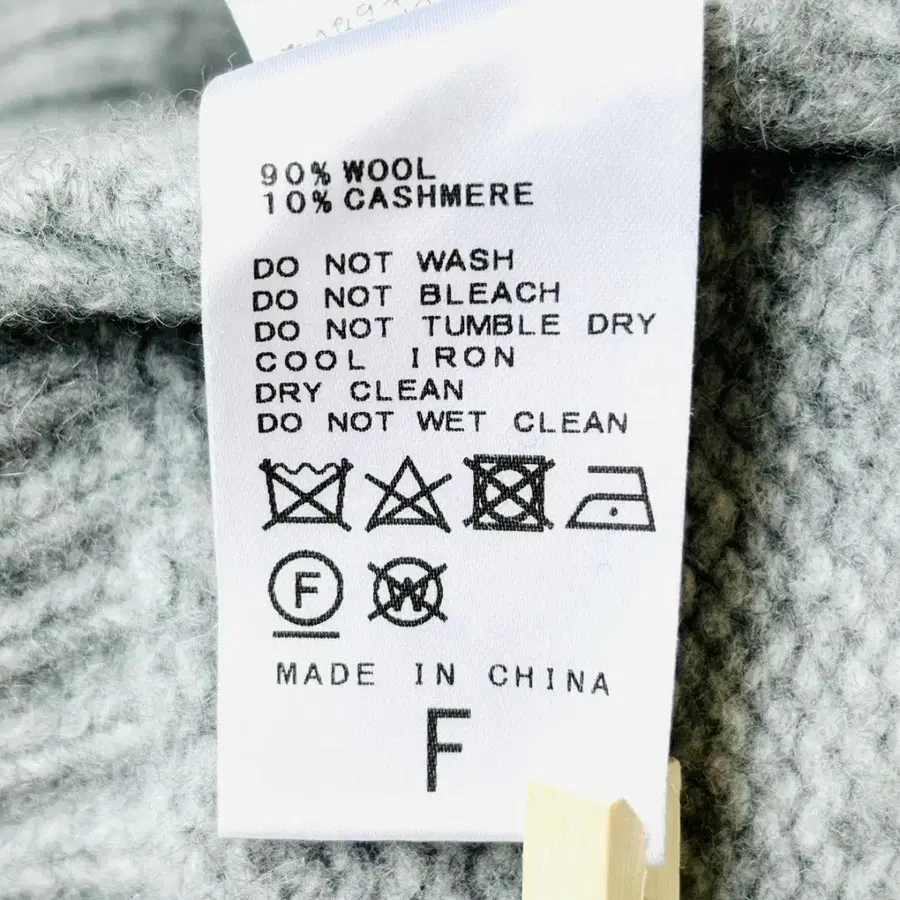 90% WOOL
10% CASHMERE
DO NOT WASH
DO NOT BLEACH
DO NOT TUMBLE DRY
COOL IRON
DRY CLEAN
DO NOT WET CLEAN
F W
MADE IN CHINA
F